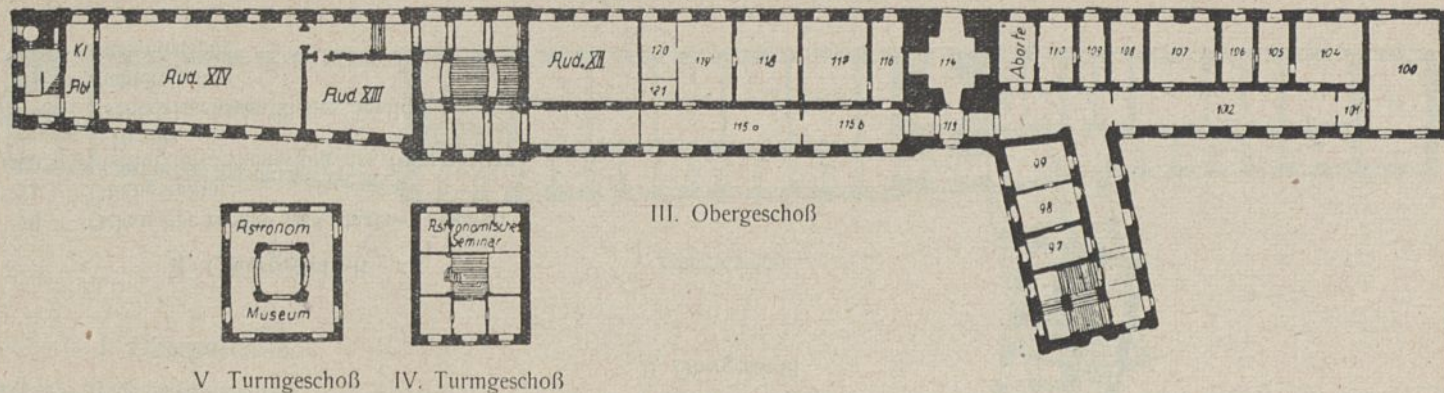 Kl
Abt
Aud. XIV
Aud. XIII
Aud. XII
120
121
119
118
117
116
114
Aborte
110
109
108
107
106
105
104
100
115a
115b
113
102
101
99
98
97
III. Obergeschoß
Astronom
Museum
Astronomisches
Seminar
V Turmgeschoß
IV. Turmgeschoß